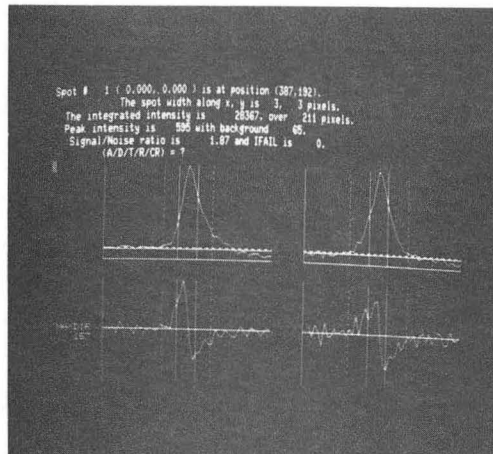 Spot # 1 ( 0.000, 0.000 ) is at position (387,192).
The spot width along x, y is 3, 3 pixels.
The integrated intensity is 28367. over 211 pixels.
Peak intensity is 595 with background 65.
Signal/Noise ratio is 1.87 and IFAIL is 0.
(A/D/T/R/CR) = ?